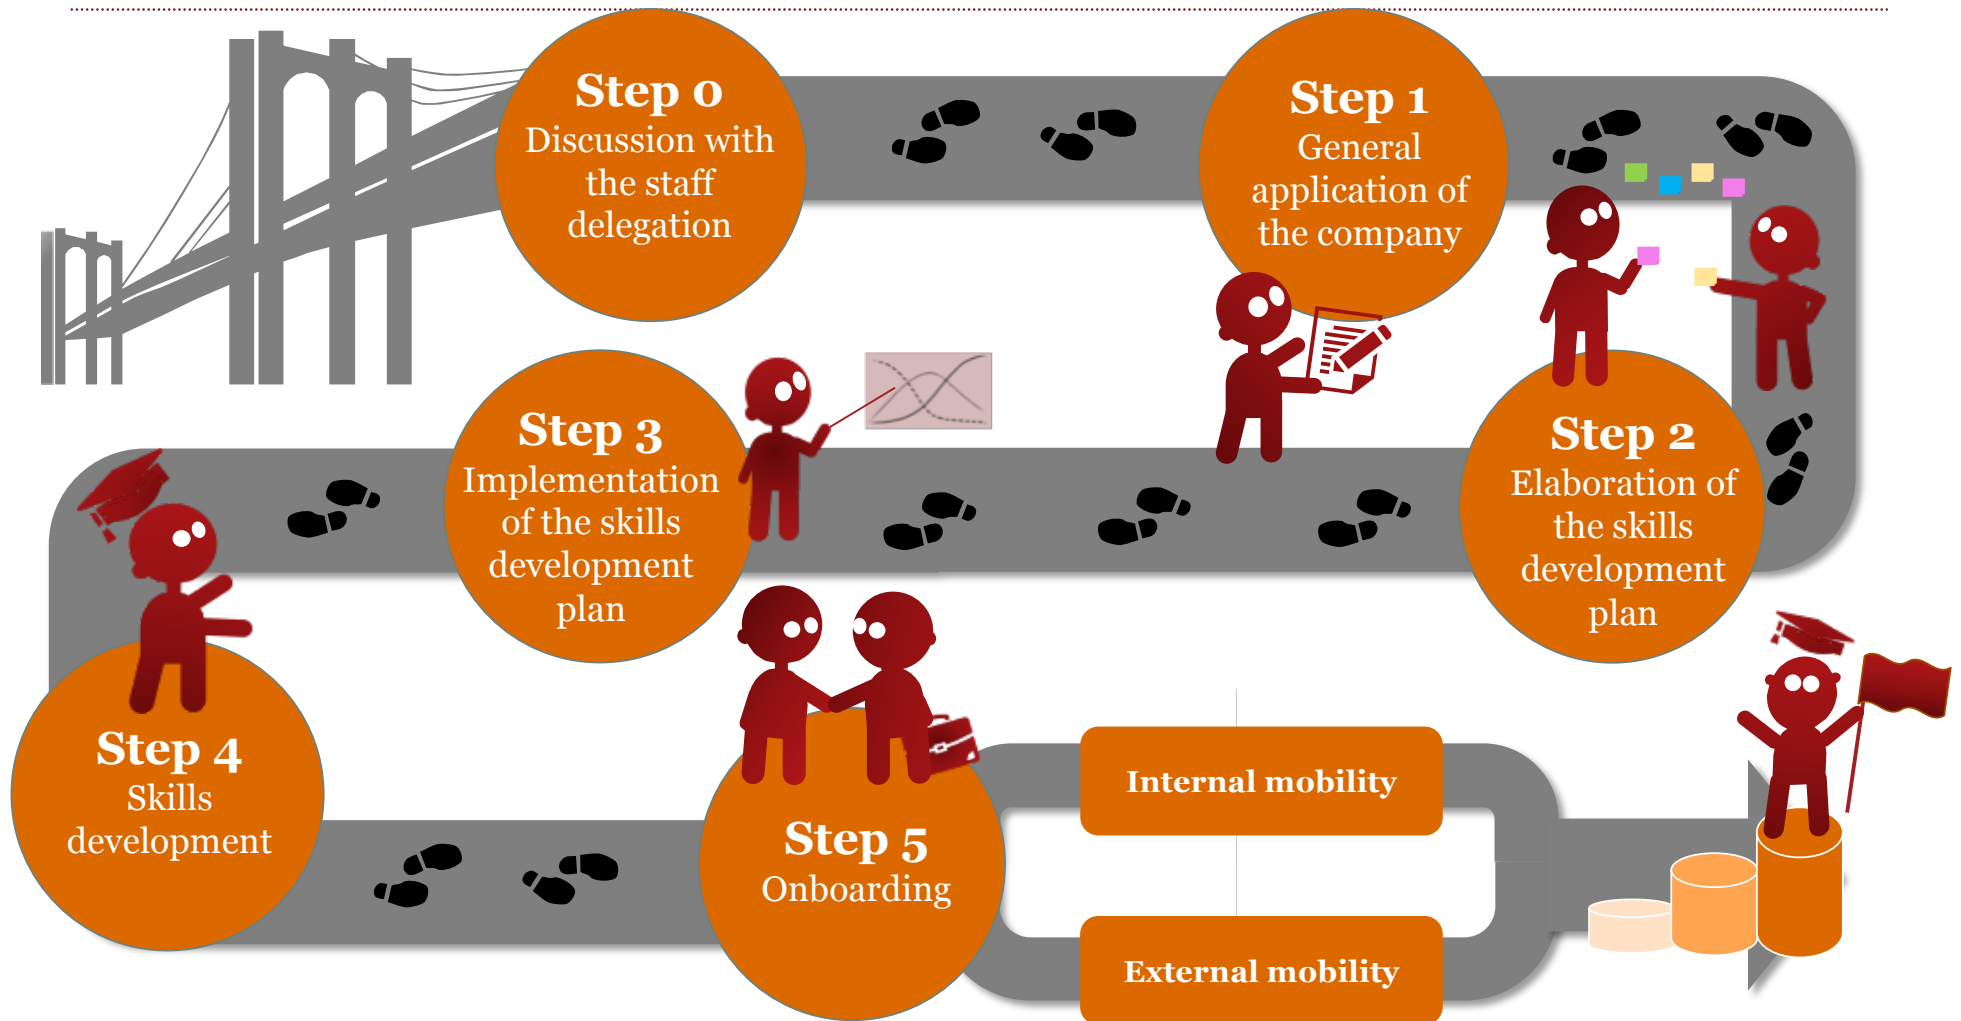 Step 0
Discussion with
the staff
delegation
Step 1
General
application of
the company
Step 2
Elaboration of
the skills
development
plan
Step 3
Implementation
of the skills
development
plan
Step 4
Skills
development
Step 5
Onboarding
Internal mobility
External mobility